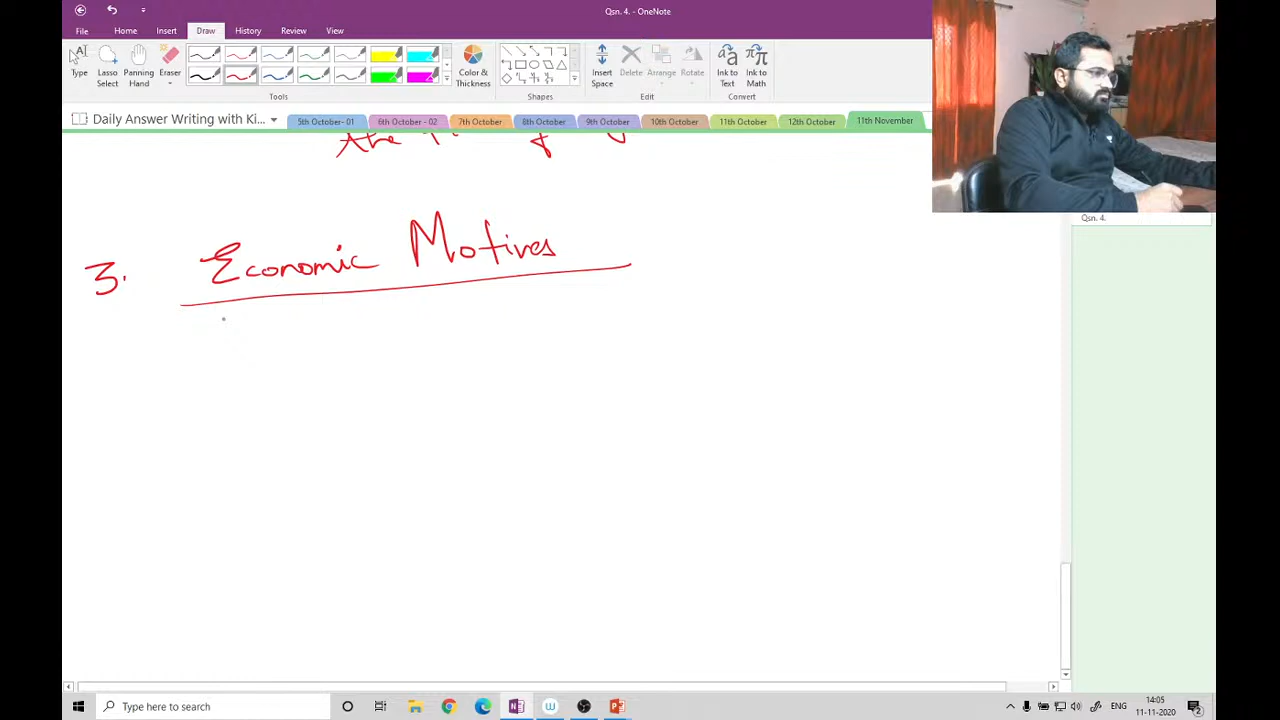 Qsn. 4. - OneNote
File Home Insert Draw History Review View
Type Lasso Select Panning Hand Eraser Color & Thickness Insert Space Delete Arrange Rotate Ink to Text Ink to Math
Tools Shapes Edit Convert
Daily Answer Writing with Ki... 5th October- 01 6th October - 02 7th October 8th October 9th October 10th October 11th October 12th October 11th November
the
Qsn. 4.
3. Economic Motives
Type here to search
ENG 14:05
11-11-2020
2